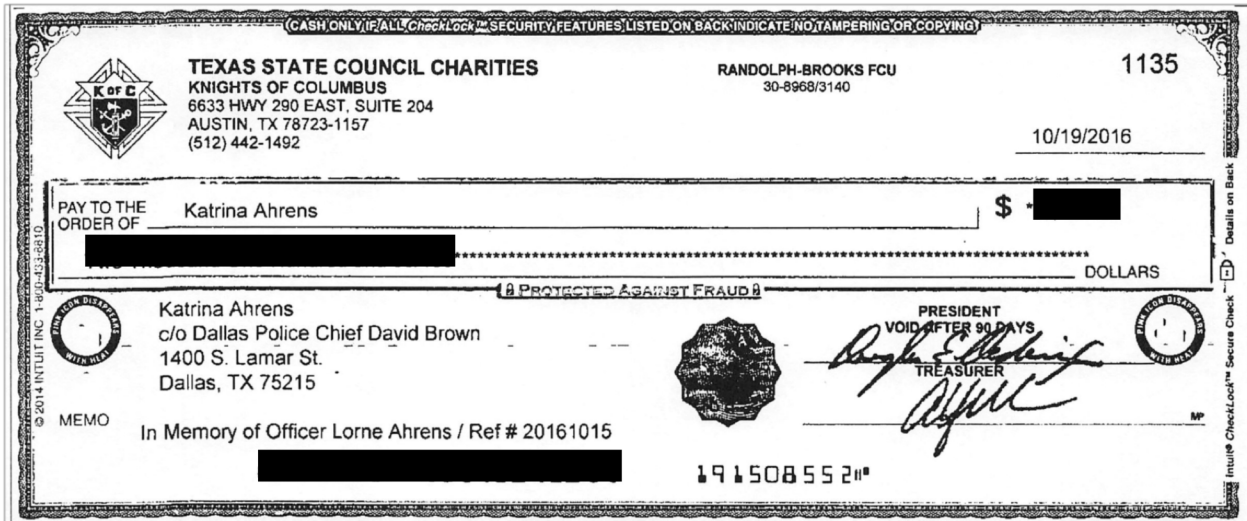 CASH ONLY IF ALL CheckLock™ SECURITY FEATURES LISTED ON BACK INDICATE NO TAMPERING OR COPYING
K OF C
TEXAS STATE COUNCIL CHARITIES
KNIGHTS OF COLUMBUS
6633 HWY 290 EAST, SUITE 204
AUSTIN, TX 78723-1157
(512) 442-1492
RANDOLPH-BROOKS FCU
30-8968/3140
1135
10/19/2016
PAY TO THE ORDER OF Katrina Ahrens $ *
****************************************************************** DOLLARS
PROTECTED AGAINST FRAUD
Katrina Ahrens
c/o Dallas Police Chief David Brown
1400 S. Lamar St.
Dallas, TX 75215
PINK ICON DISAPPEARS WITH HEAT
PRESIDENT
VOID AFTER 90 DAYS
TREASURER
MP
PINK ICON DISAPPEARS WITH HEAT
MEMO
In Memory of Officer Lorne Ahrens / Ref # 20161015
191508552⑈
© 2014 INTUIT INC. 1-800-433-8810
Intuit® CheckLock™ Secure Check Details on Back